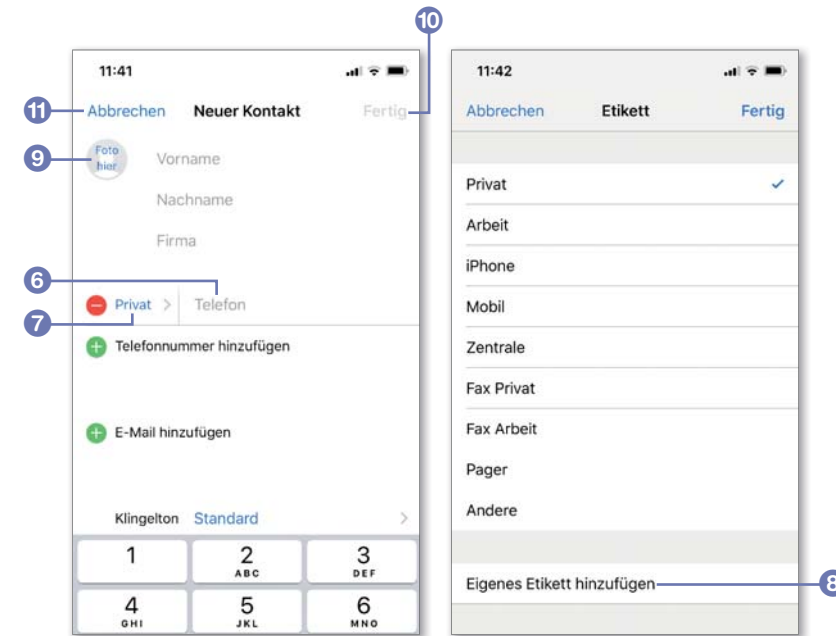 10
11:41
11 Abbrechen Neuer Kontakt Fertig
9 Foto hier Vorname
Nachname
Firma
6
Privat Telefon
7
Telefonnummer hinzufügen
E-Mail hinzufügen
Klingelton Standard
1 2 3
ABC DEF
4 5 6
GHI JKL MNO
11:42
Abbrechen Etikett Fertig
Privat
Arbeit
iPhone
Mobil
Zentrale
Fax Privat
Fax Arbeit
Pager
Andere
Eigenes Etikett hinzufügen 8